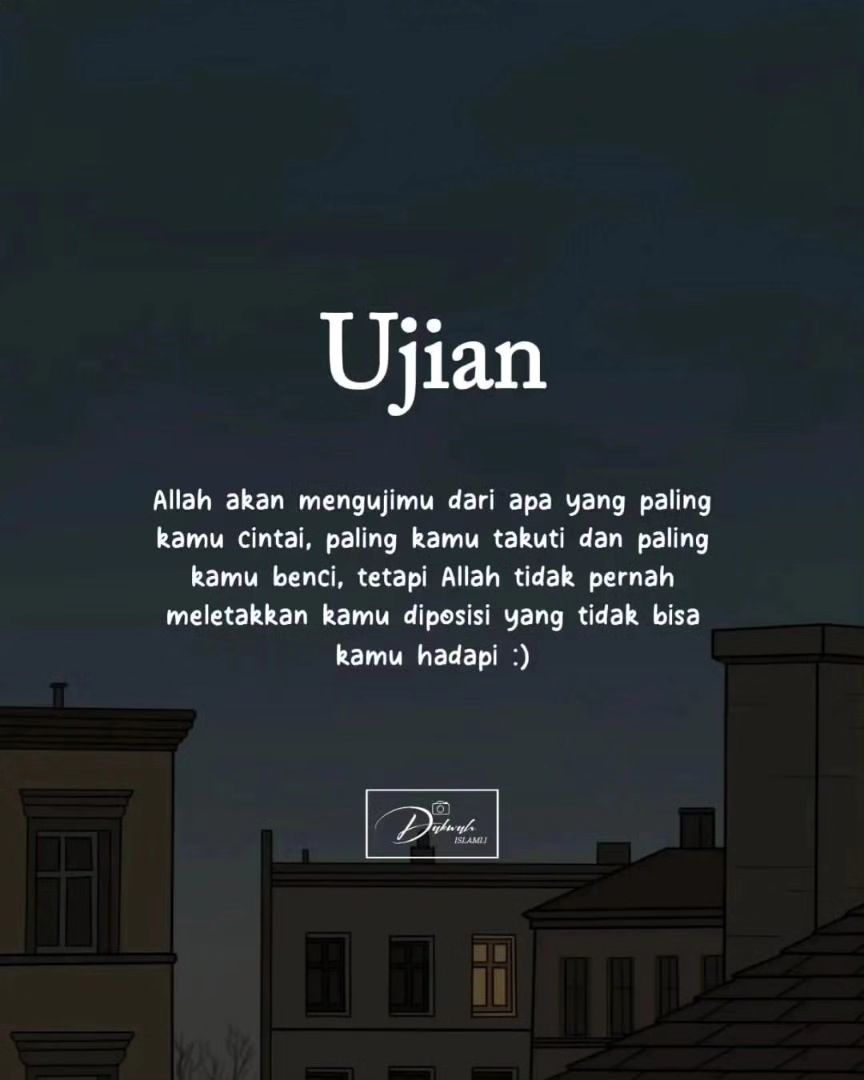 Ujian
Allah akan mengujimu dari apa yang paling
kamu cintai, paling kamu takuti dan paling
kamu benci, tetapi Allah tidak pernah
meletakkan kamu diposisi yang tidak bisa
kamu hadapi :)